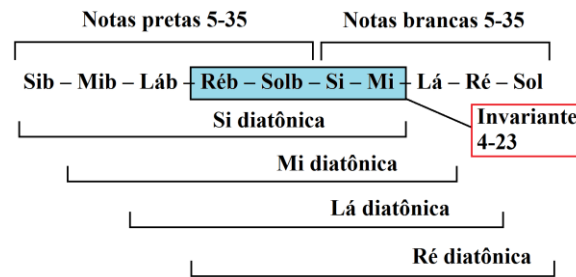 Notas pretas 5-35 Notas brancas 5-35
Sib – Mib – Láb – Réb – Solb – Si – Mi – Lá – Ré – Sol
Si diatônica
Invariante
4-23
Mi diatônica
Lá diatônica
Ré diatônica